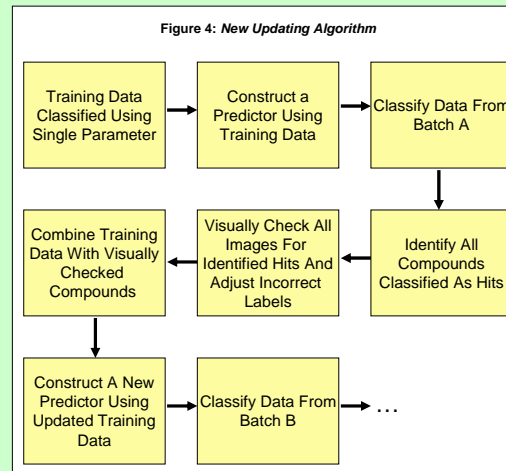 Figure 4: New Updating Algorithm
Training Data
Classified Using
Single Parameter
Construct a
Predictor Using
Training Data
Classify Data From
Batch A
Identify All
Compounds
Classified As Hits
Visually Check All
Images For
Identified Hits And
Adjust Incorrect
Labels
Combine Training
Data With Visually
Checked
Compounds
Construct A New
Predictor Using
Updated Training
Data
Classify Data From
Batch B
...